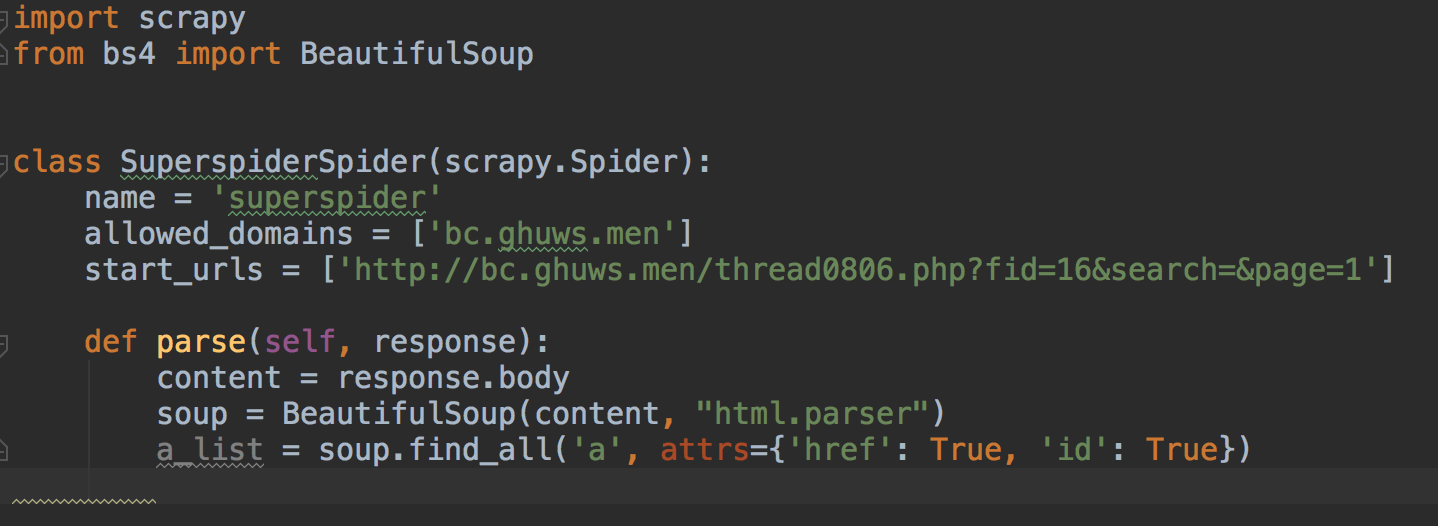 import scrapy
from bs4 import BeautifulSoup
class SuperspiderSpider(scrapy.Spider):
    name = 'superspider'
    allowed_domains = ['bc.ghuws.men']
    start_urls = ['http://bc.ghuws.men/thread0806.php?fid=16&search=&page=1']
    def parse(self, response):
        content = response.body
        soup = BeautifulSoup(content, "html.parser")
        a_list = soup.find_all('a', attrs={'href': True, 'id': True})